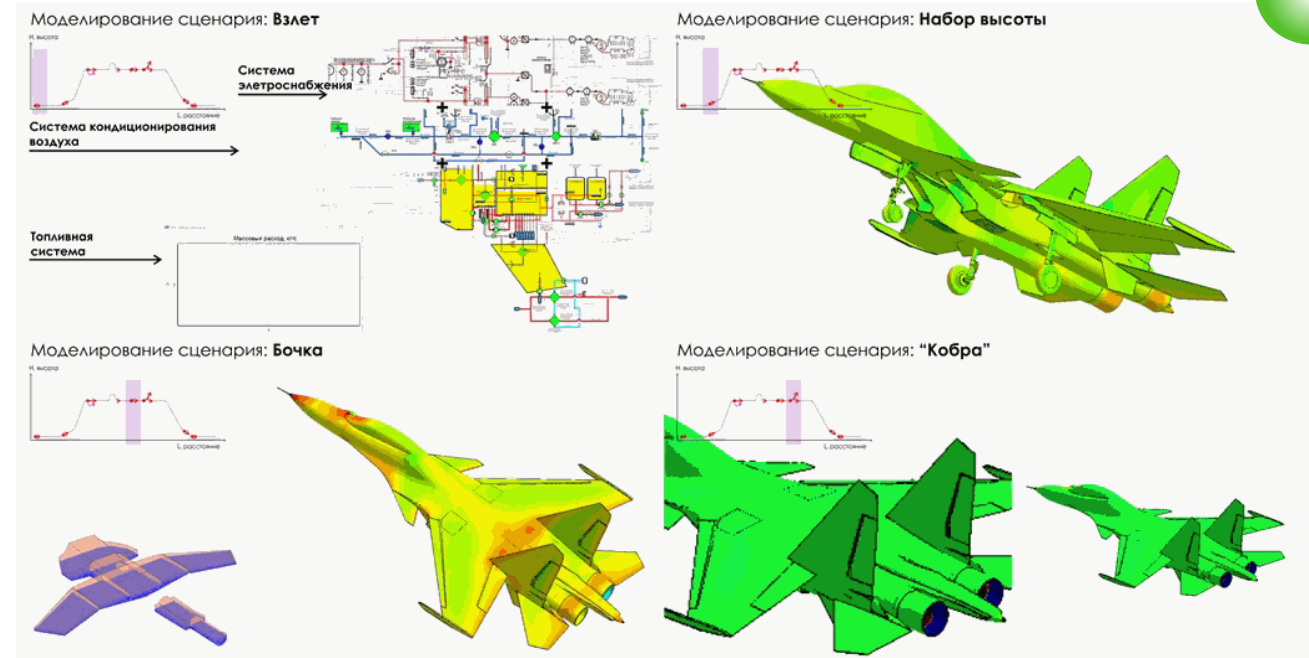 Моделирование сценария: Взлет
H, высота
L, расстояние
Система
элетроснабжения
Система кондиционирования
воздуха
Топливная
система
Массовый расход, кг/с
Моделирование сценария: Набор высоты
H, высота
L, расстояние
Моделирование сценария: Бочка
H, высота
L, расстояние
Моделирование сценария: “Кобра”
H, высота
L, расстояние